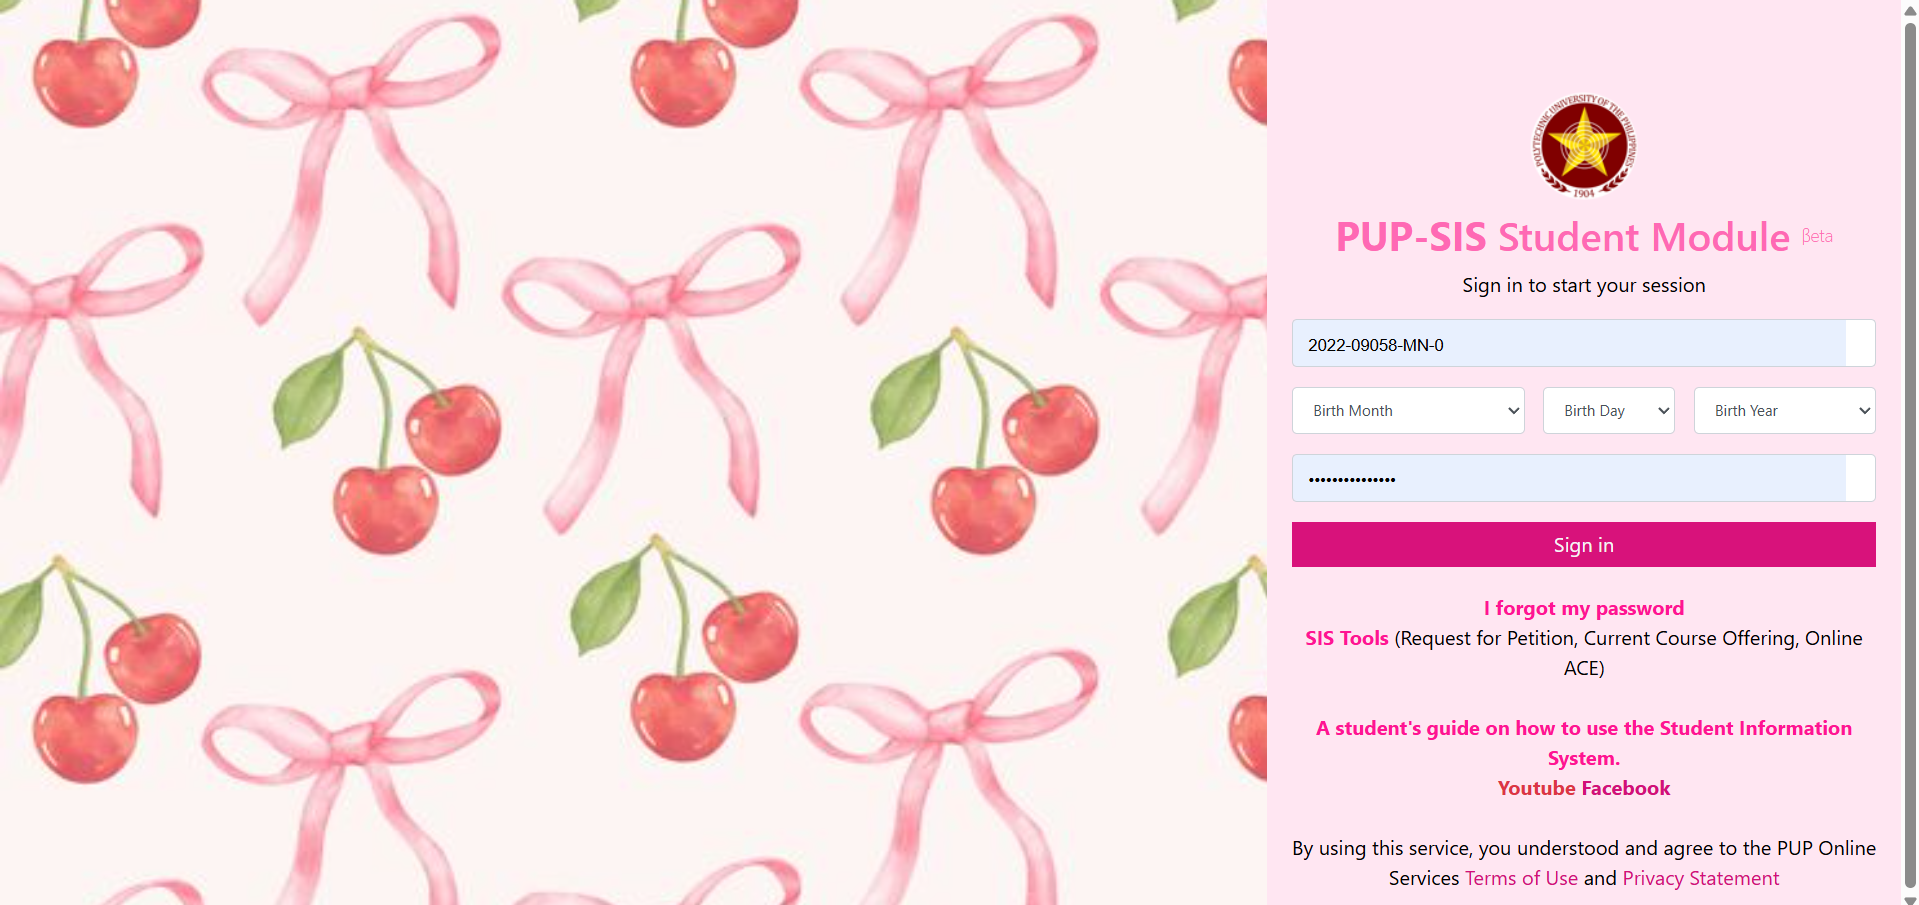 POLYTECHNIC UNIVERSITY OF THE PHILIPPINES
1904
PUP-SIS Student Module βeta
Sign in to start your session
2022-09058-MN-0
Birth Month Birth Day Birth Year
•••••••••••••••
Sign in
I forgot my password
SIS Tools (Request for Petition, Current Course Offering, Online
ACE)
A student's guide on how to use the Student Information
System.
Youtube Facebook
By using this service, you understood and agree to the PUP Online
Services Terms of Use and Privacy Statement